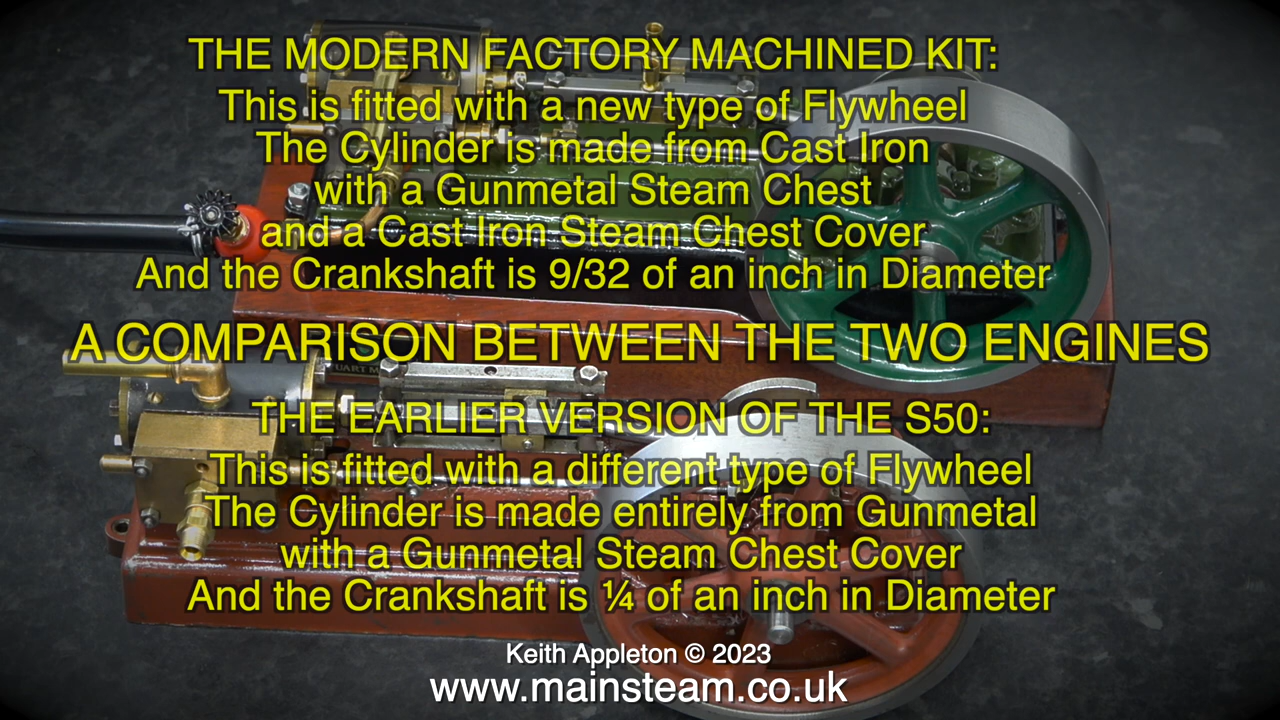 THE MODERN FACTORY MACHINED KIT:
This is fitted with a new type of Flywheel
The Cylinder is made from Cast Iron
with a Gunmetal Steam Chest
and a Cast Iron Steam Chest Cover
And the Crankshaft is 9/32 of an inch in Diameter
A COMPARISON BETWEEN THE TWO ENGINES
UART M
THE EARLIER VERSION OF THE S50:
This is fitted with a different type of Flywheel
The Cylinder is made entirely from Gunmetal
with a Gunmetal Steam Chest Cover
And the Crankshaft is ¼ of an inch in Diameter
Keith Appleton © 2023
www.mainsteam.co.uk